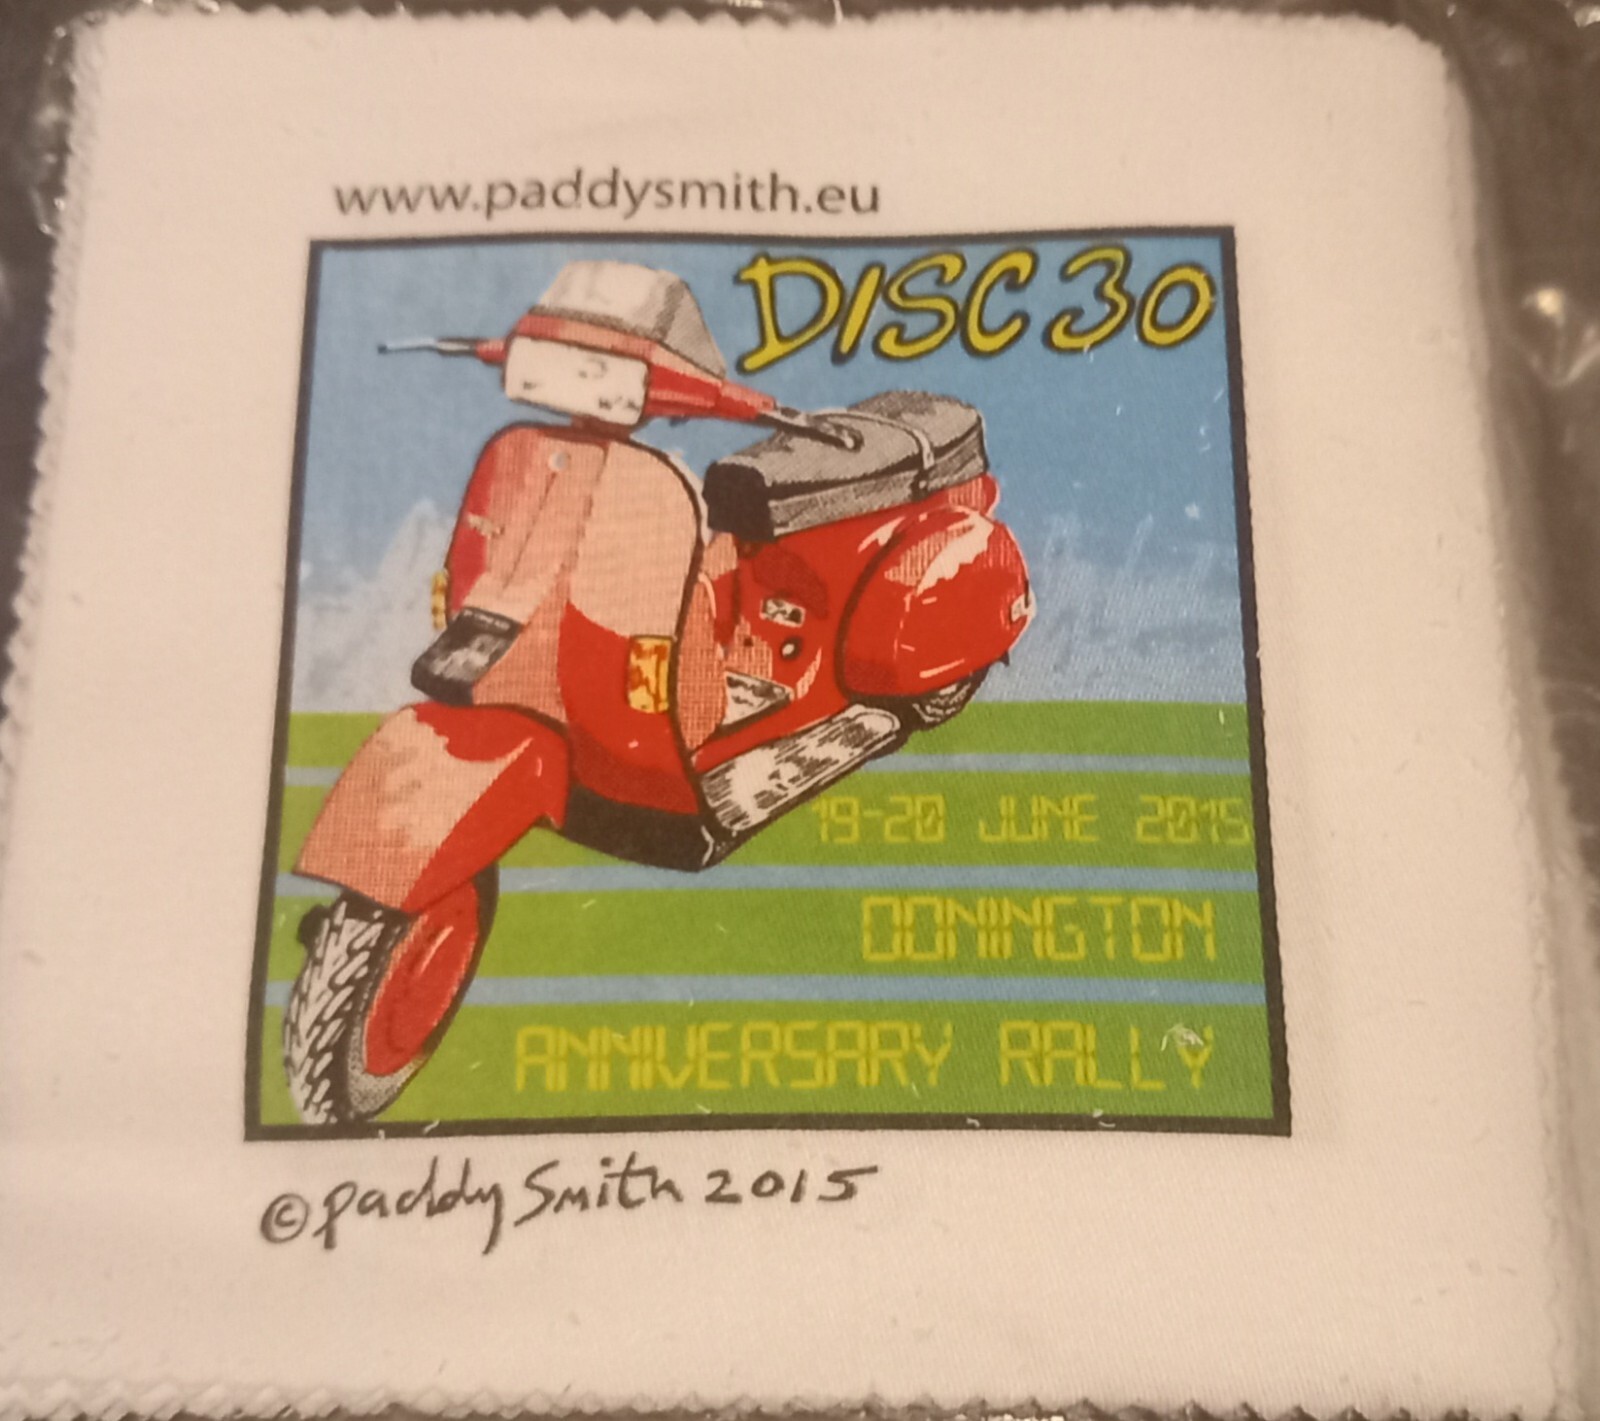 www.paddysmith.eu
DISC 30
19-20 JUNE 2015
DONINGTON
ANNIVERSARY RALLY
© Paddy Smith 2015